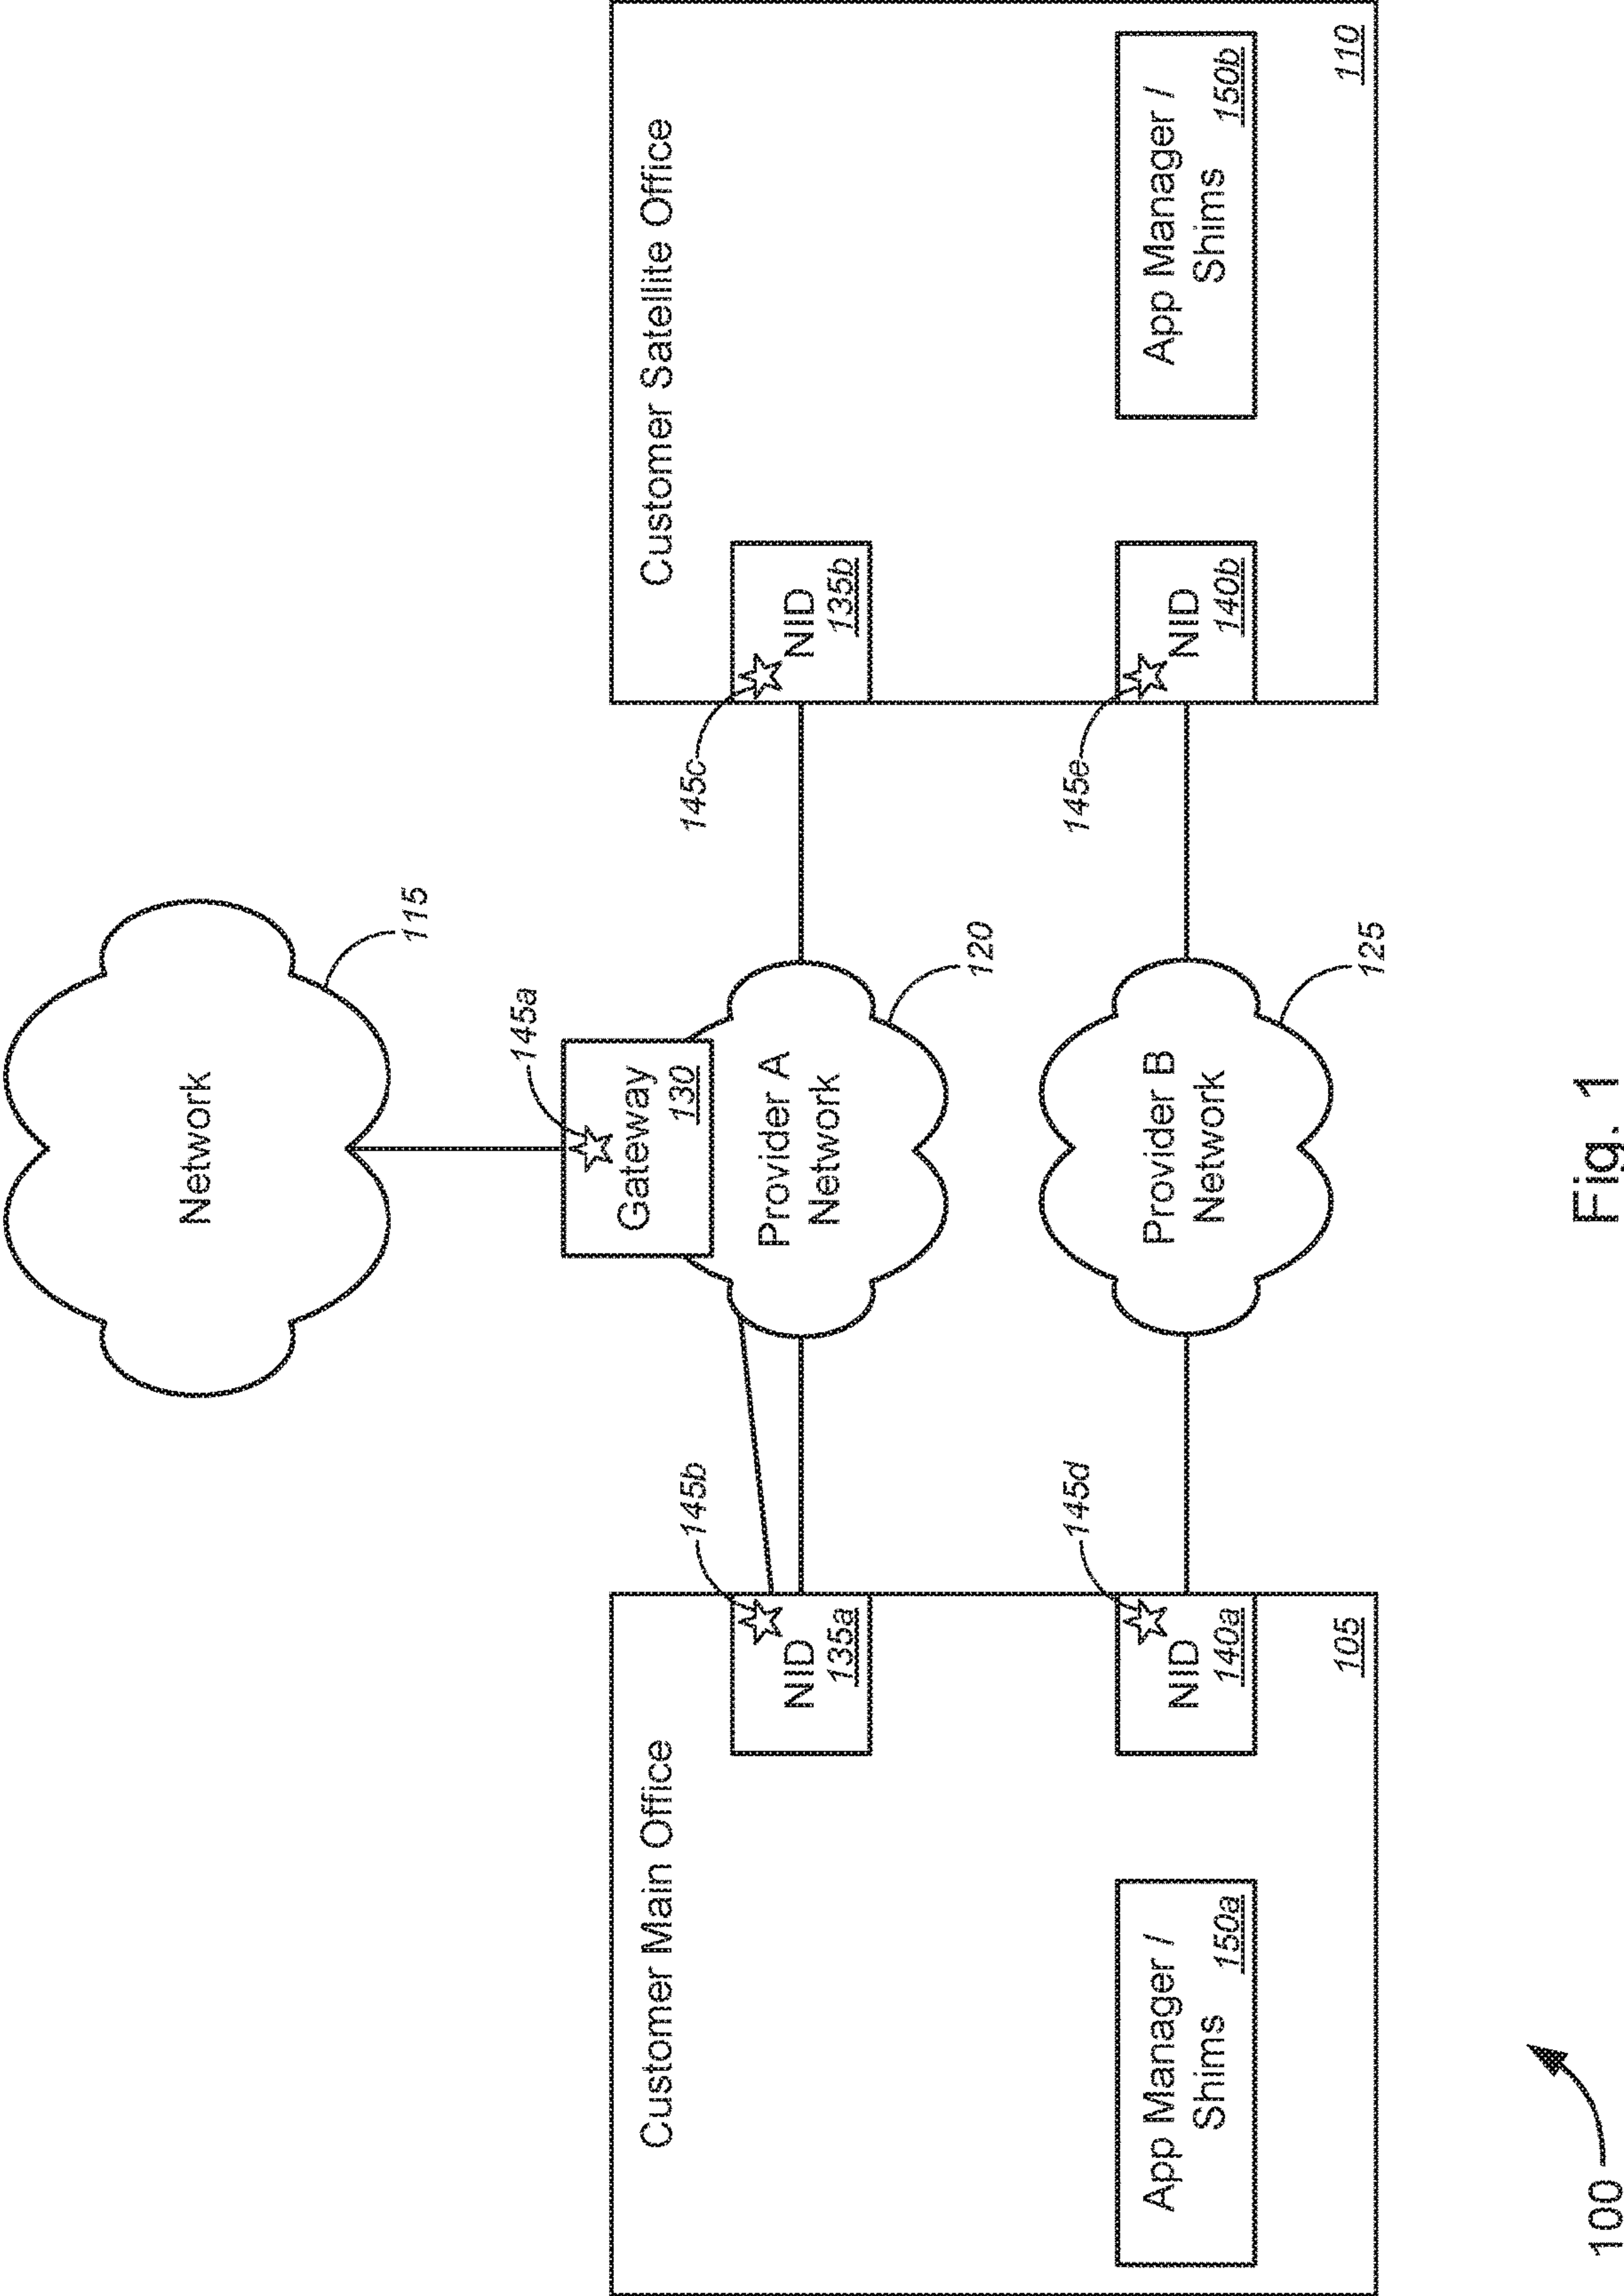 Network
115
145a
Gateway
130
Customer Main Office
Customer Satellite Office
145b
145c
NID
135a
Provider A
Network
120
NID
135b
145d
145e
App Manager /
Shims
150a
NID
140a
Provider B
Network
125
NID
140b
App Manager /
Shims
150b
105
110
100
Fig. 1